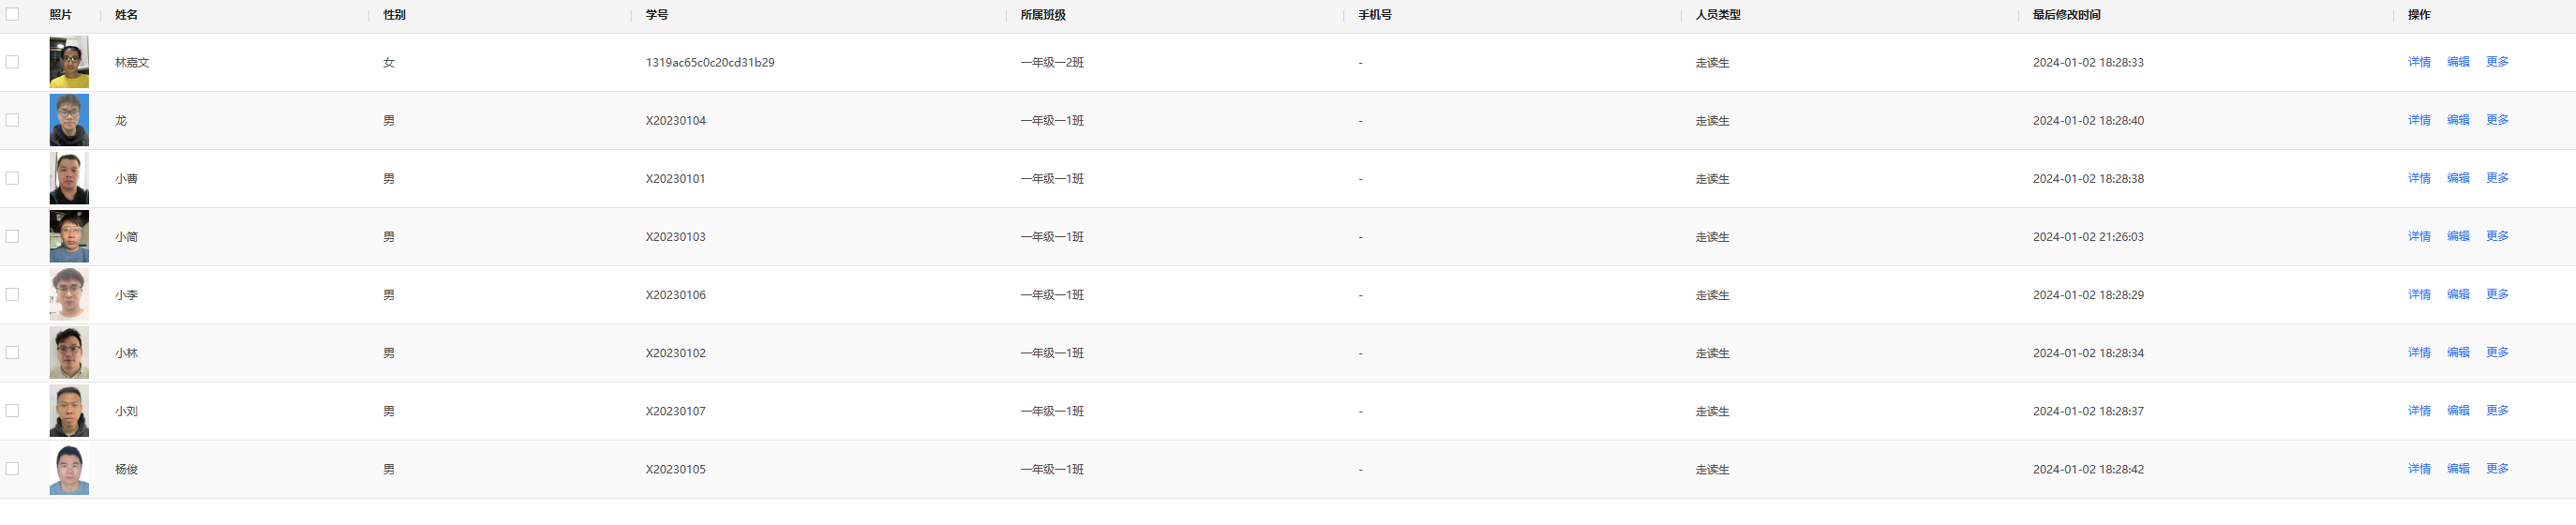 照片 姓名 性别 学号 所属班级 手机号 人员类型 最后修改时间 操作
林嘉文 女 1319ac65c0c20cd31b29 一年级一2班 - 走读生 2024-01-02 18:28:33 详情 编辑 更多
龙 男 X20230104 一年级一1班 - 走读生 2024-01-02 18:28:40 详情 编辑 更多
小曹 男 X20230101 一年级一1班 - 走读生 2024-01-02 18:28:38 详情 编辑 更多
小简 男 X20230103 一年级一1班 - 走读生 2024-01-02 21:26:03 详情 编辑 更多
小李 男 X20230106 一年级一1班 - 走读生 2024-01-02 18:28:29 详情 编辑 更多
小林 男 X20230102 一年级一1班 - 走读生 2024-01-02 18:28:34 详情 编辑 更多
小刘 男 X20230107 一年级一1班 - 走读生 2024-01-02 18:28:37 详情 编辑 更多
杨俊 男 X20230105 一年级一1班 - 走读生 2024-01-02 18:28:42 详情 编辑 更多